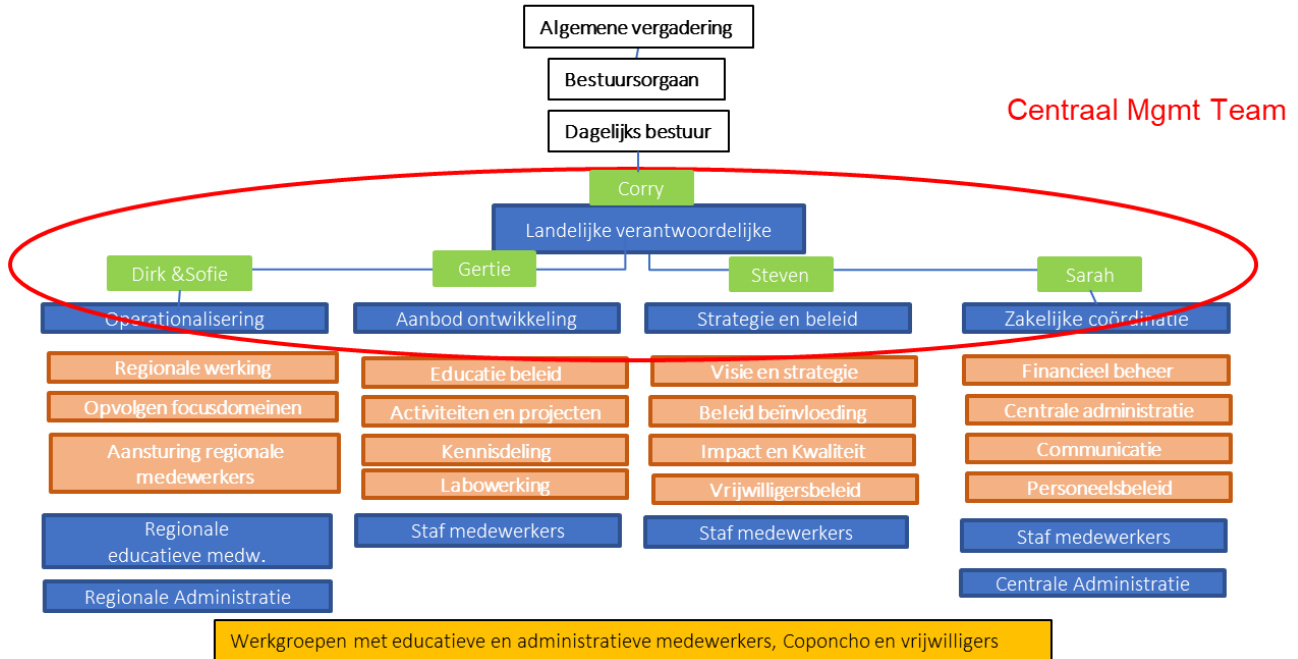 Algemene vergadering
Bestuursorgaan
Dagelijks bestuur
Centraal Mgmt Team
Corry
Landelijke verantwoordelijke
Dirk &Sofie
Gertie
Steven
Sarah
Operationalisering
Aanbod ontwikkeling
Strategie en beleid
Zakelijke coördinatie
Regionale werking
Educatie beleid
Visie en strategie
Financieel beheer
Opvolgen focusdomeinen
Activiteiten en projecten
Beleid beïnvloeding
Centrale administratie
Aansturing regionale
medewerkers
Kennisdeling
Impact en Kwaliteit
Communicatie
Labowerking
Vrijwilligersbeleid
Personeelsbeleid
Regionale
educatieve medw.
Staf medewerkers
Staf medewerkers
Staf medewerkers
Regionale Administratie
Centrale Administratie
Werkgroepen met educatieve en administratieve medewerkers, Coponcho en vrijwilligers